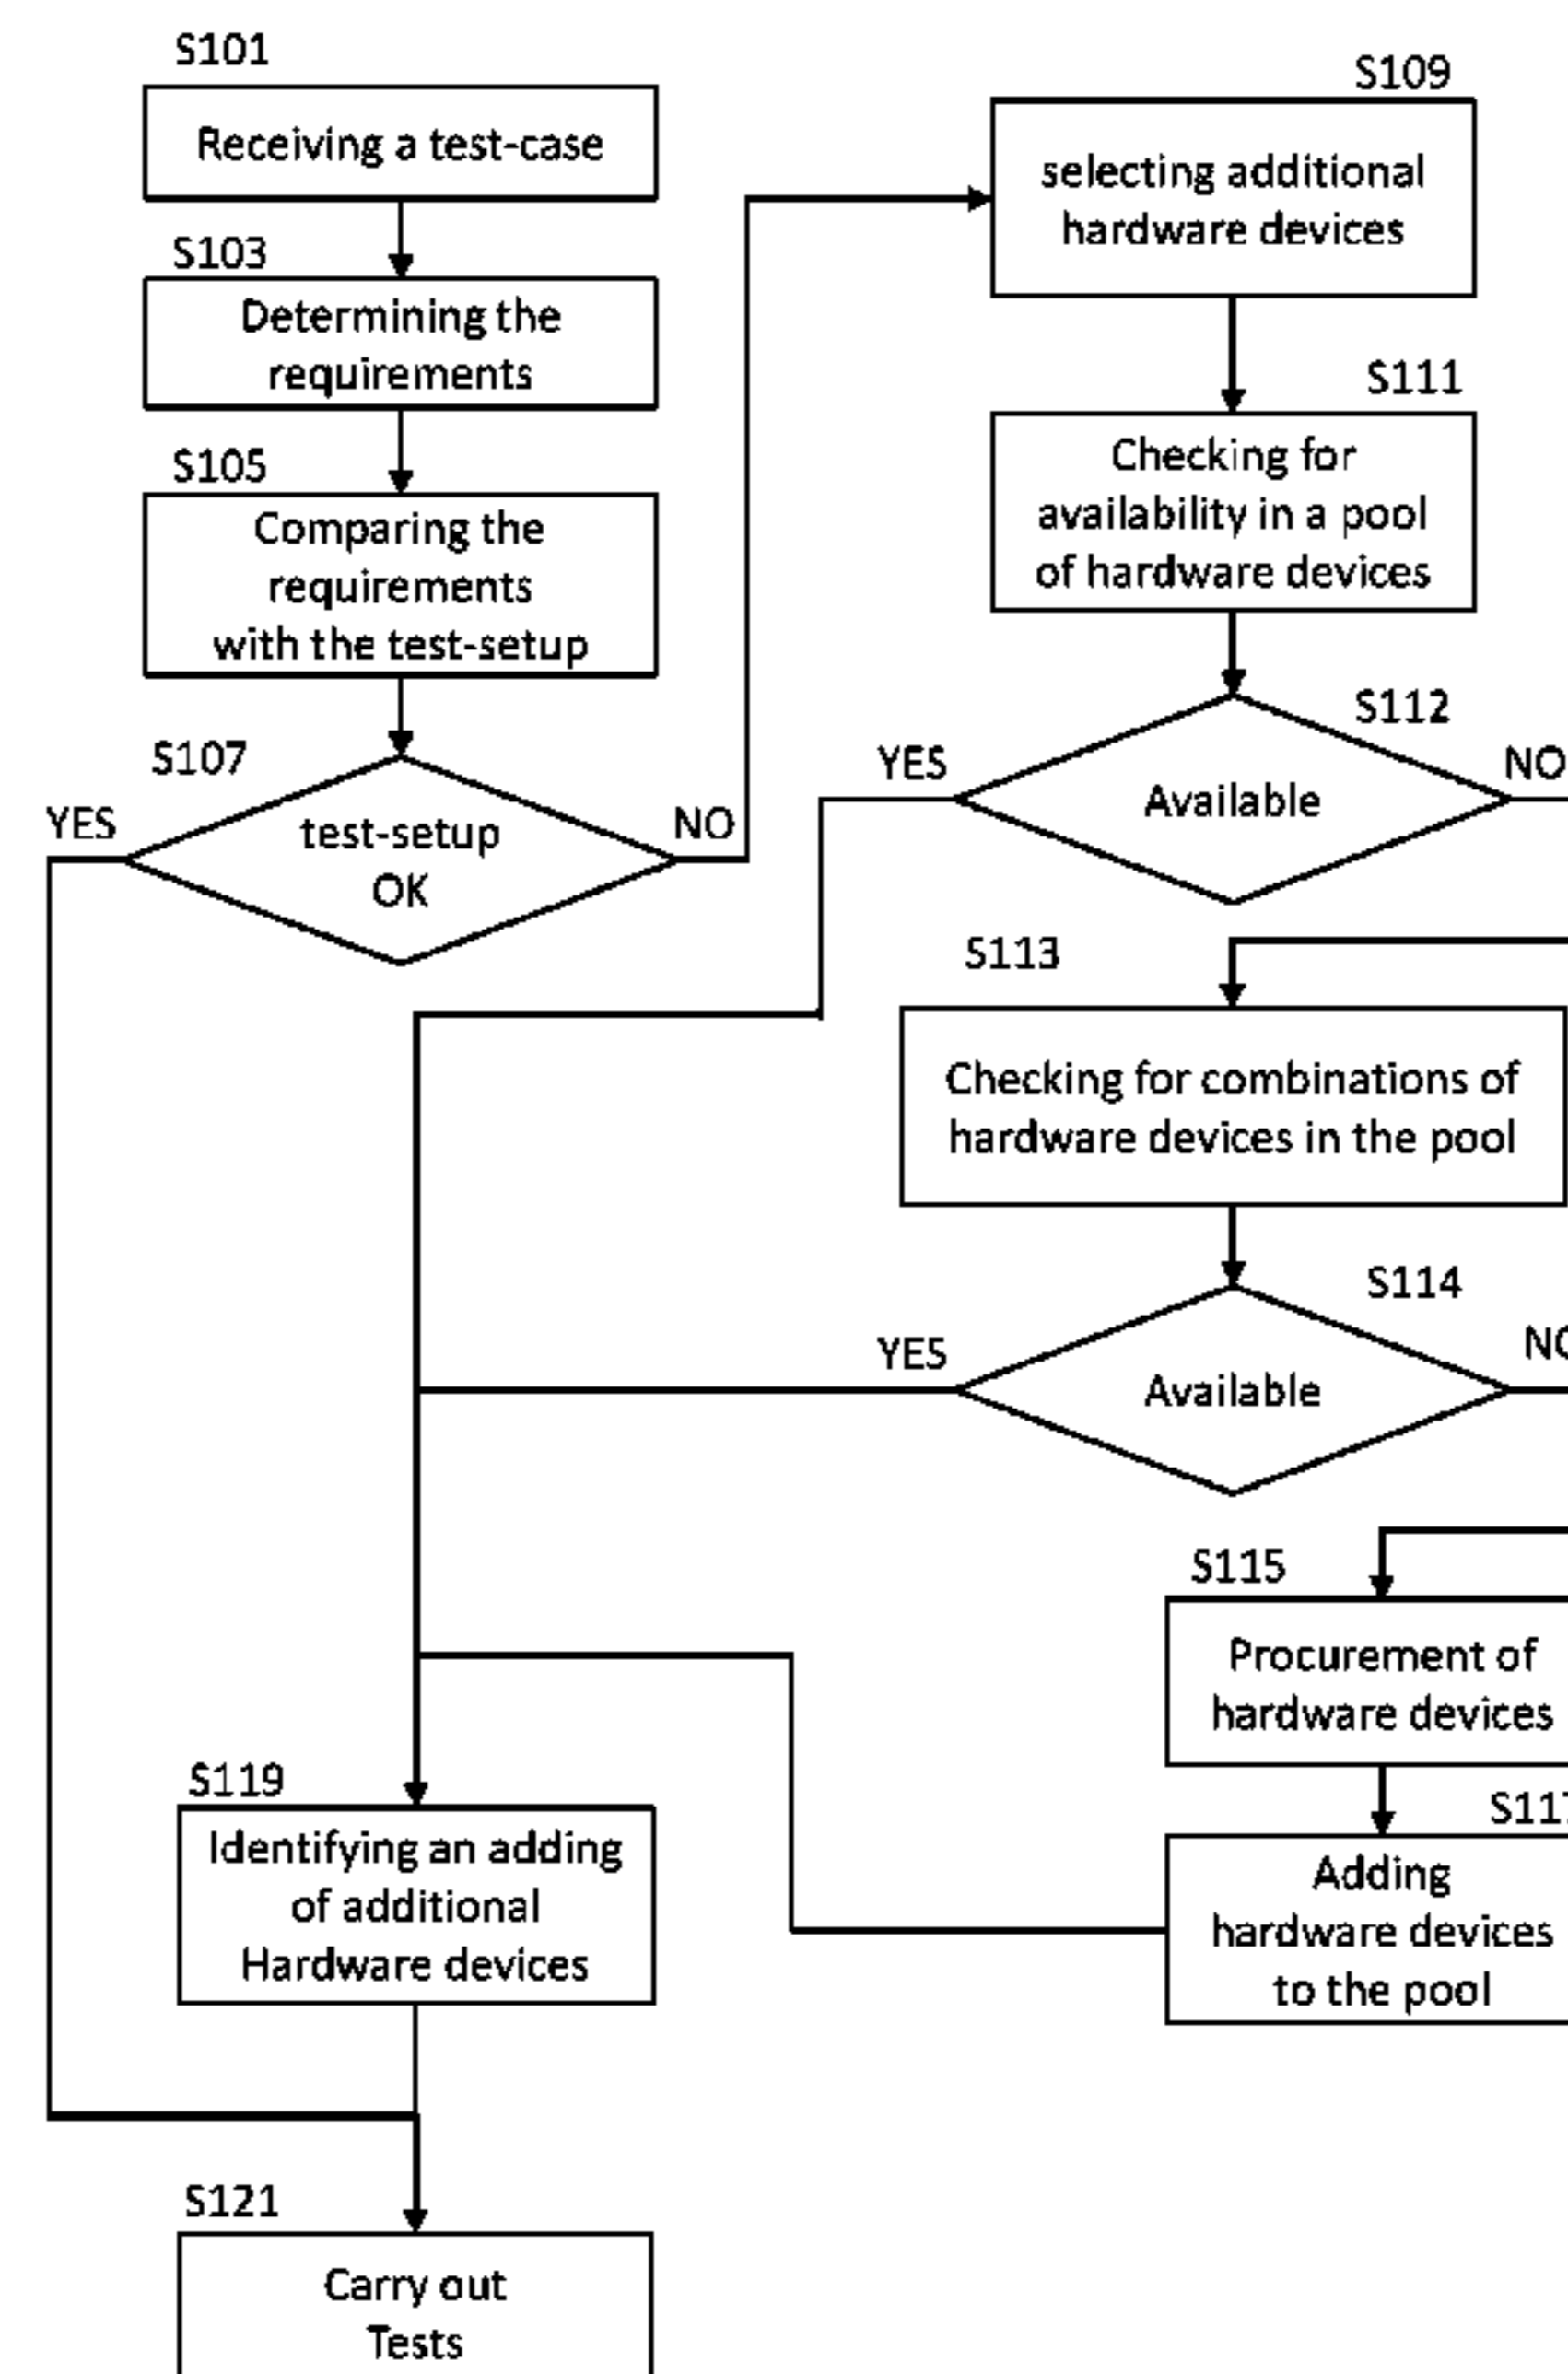 S101
Receiving a test-case
S103
Determining the
requirements
S105
Comparing the
requirements
with the test-setup
S107
YES
test-setup
OK
NO
S109
selecting additional
hardware devices
S111
Checking for
availability in a pool
of hardware devices
S112
YES
Available
NO
S113
Checking for combinations of
hardware devices in the pool
S114
YES
Available
NO
S115
Procurement of
hardware devices
S117
Adding
hardware devices
to the pool
S119
Identifying an adding
of additional
Hardware devices
S121
Carry out
Tests